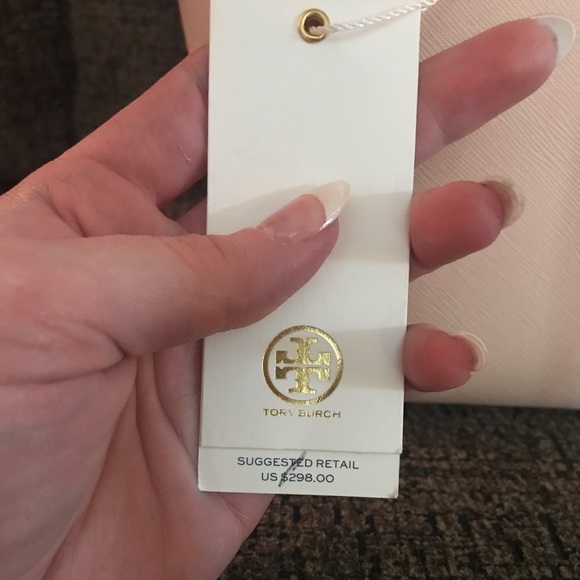 TORY BURCH
SUGGESTED RETAIL
US $298.00